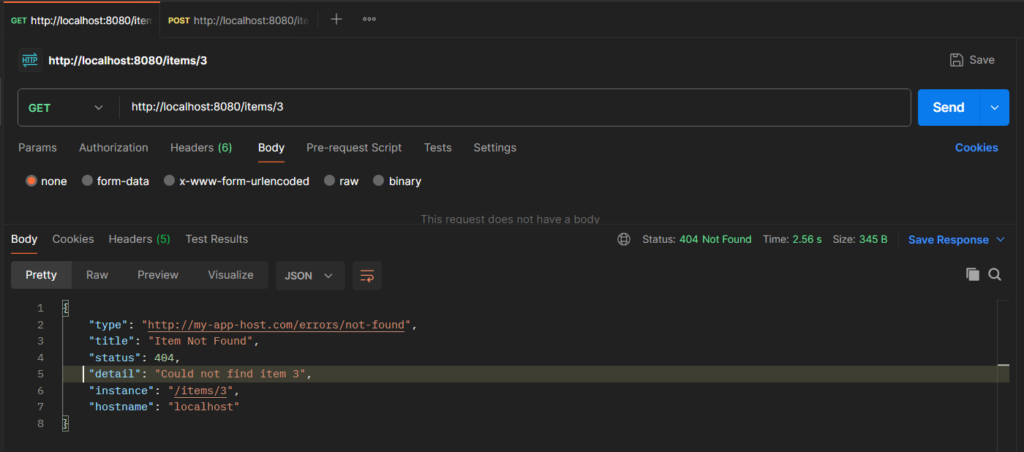 GET http://localhost:8080/iten POST http://localhost:8080/ite + ooo
HTTP http://localhost:8080/items/3 Save
GET http://localhost:8080/items/3 Send
Params Authorization Headers (6) Body Pre-request Script Tests Settings Cookies
none form-data x-www-form-urlencoded raw binary
This request does not have a body
Body Cookies Headers (5) Test Results Status: 404 Not Found Time: 2.56 s Size: 345 B Save Response
Pretty Raw Preview Visualize JSON
1 {
2 "type": "http://my-app-host.com/errors/not-found",
3 "title": "Item Not Found",
4 "status": 404,
5 "detail": "Could not find item 3",
6 "instance": "/items/3",
7 "hostname": "localhost"
8 }